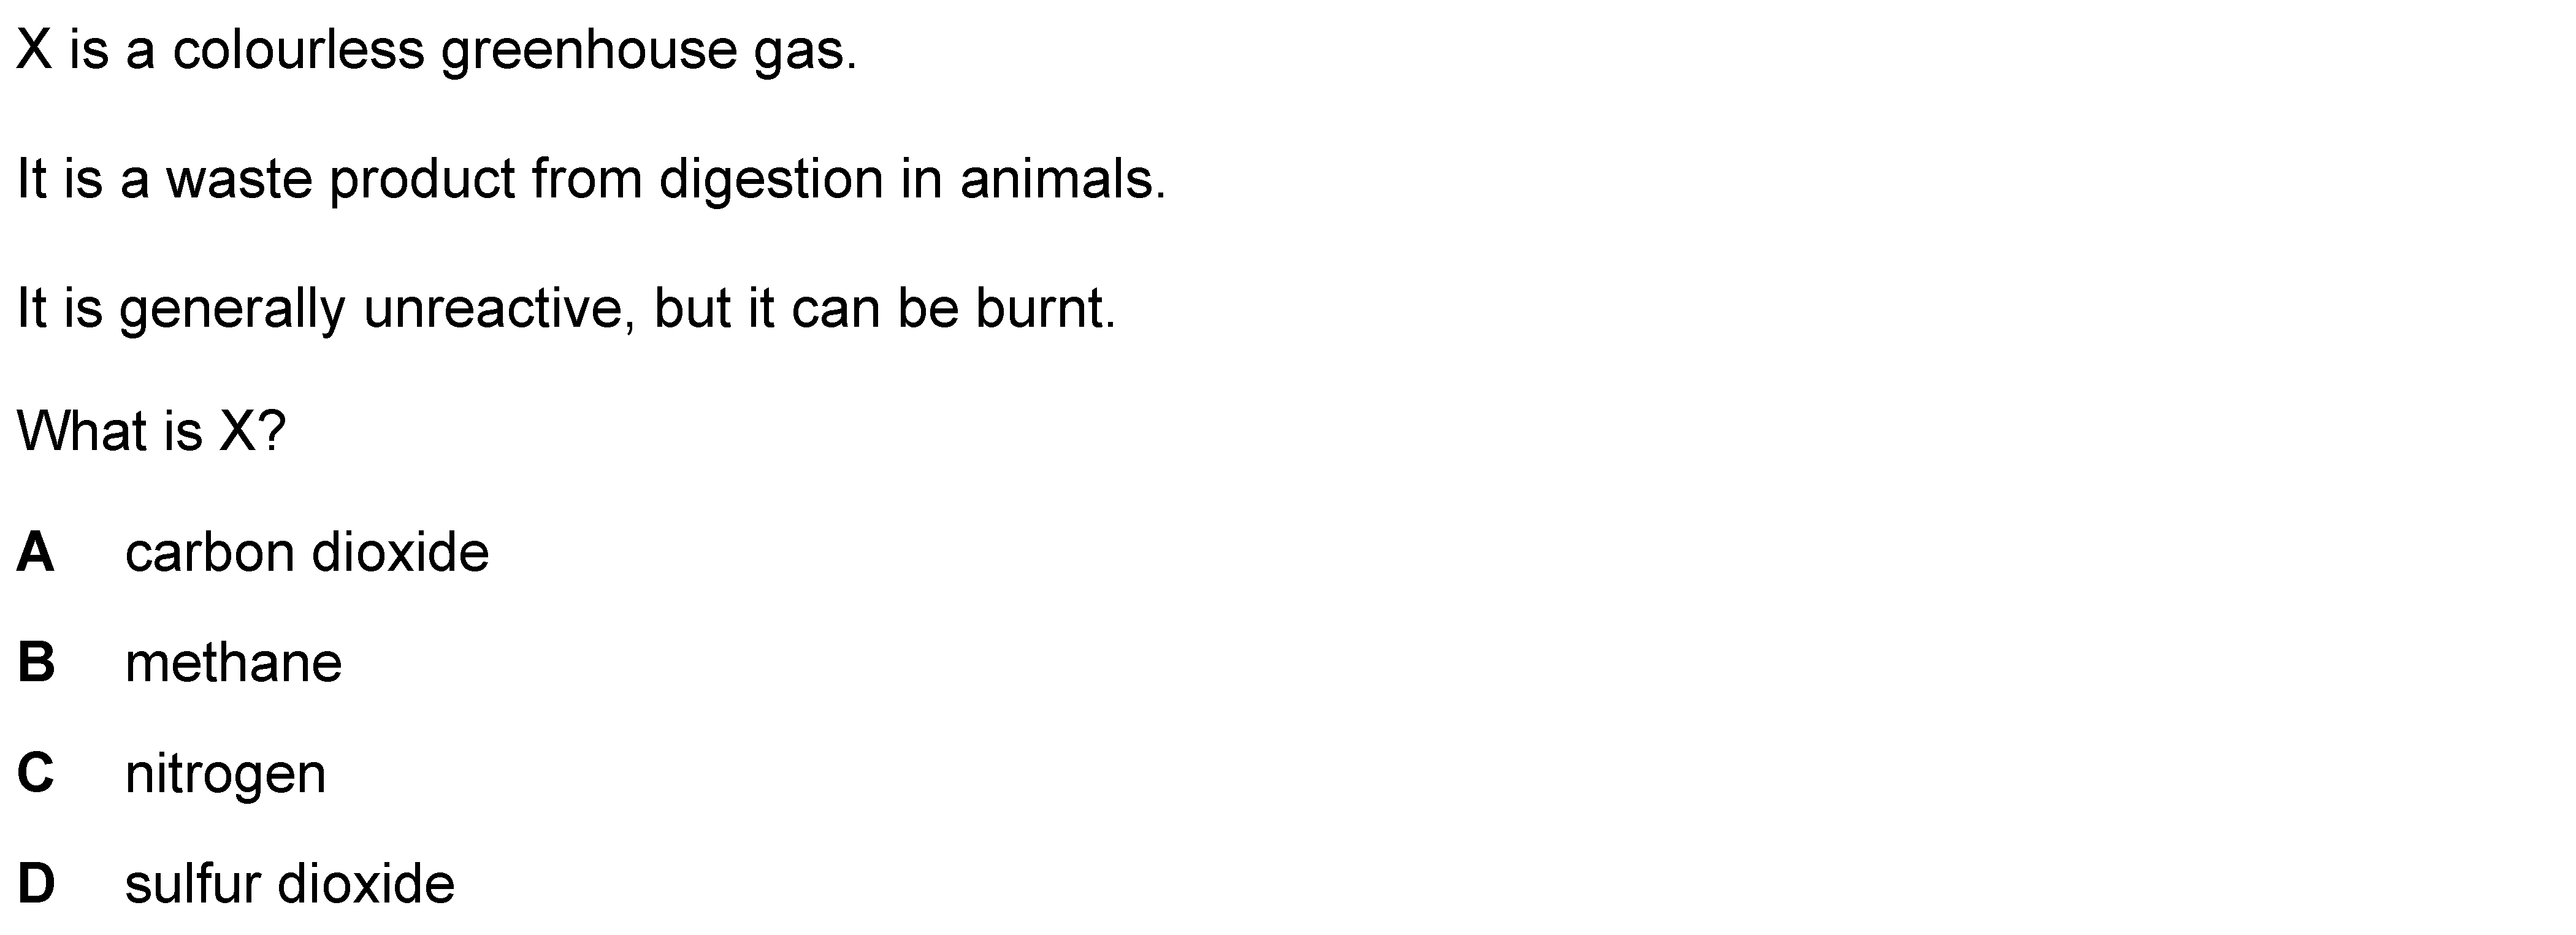 X is a colourless greenhouse gas.
It is a waste product from digestion in animals.
It is generally unreactive, but it can be burnt.
What is X?
A carbon dioxide
B methane
C nitrogen
D sulfur dioxide